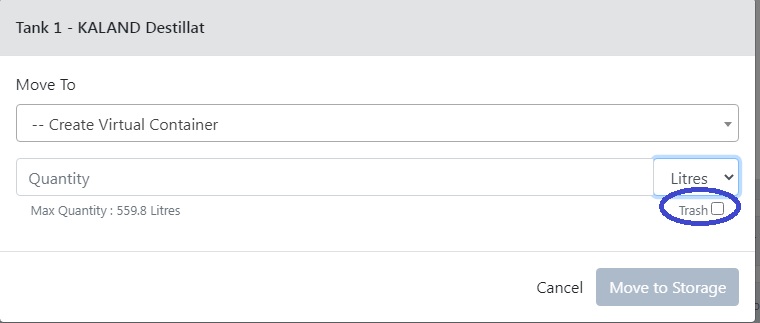 Tank 1 - KALAND Destillat
Move To
-- Create Virtual Container
Quantity Litres
Max Quantity : 559.8 Litres Trash
Cancel Move to Storage